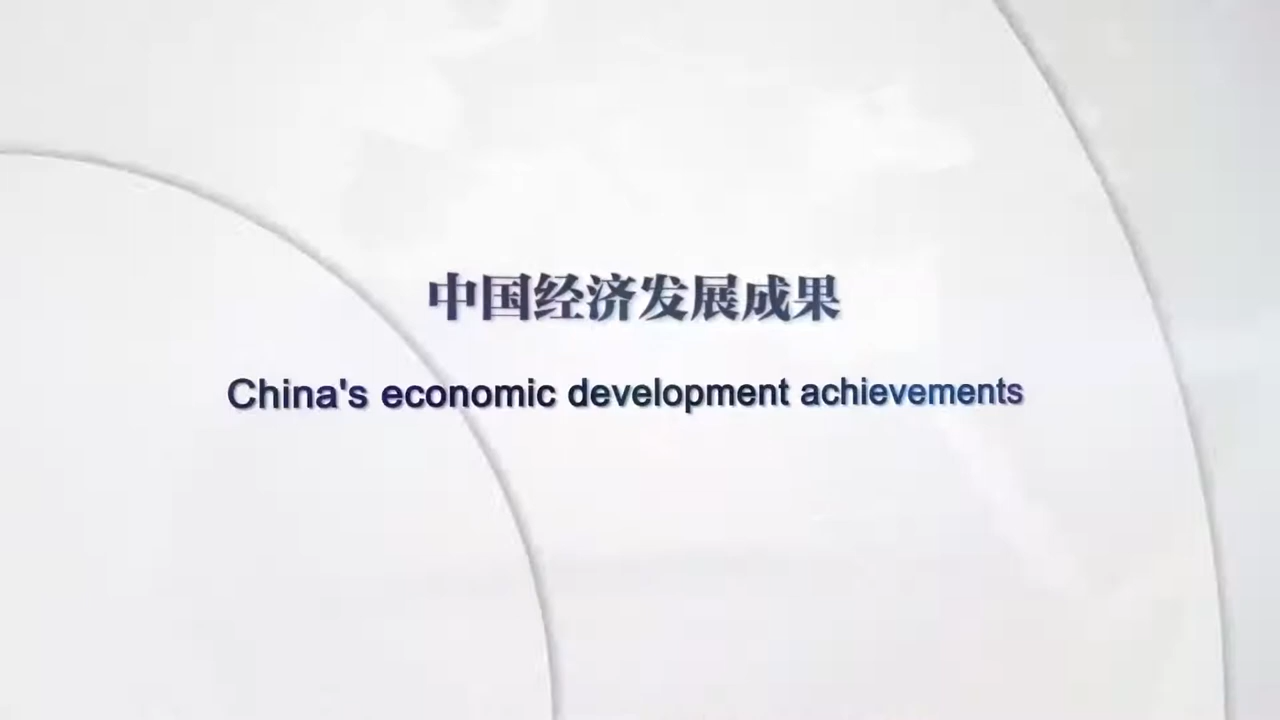 中国经济发展成果
China's economic development achievements